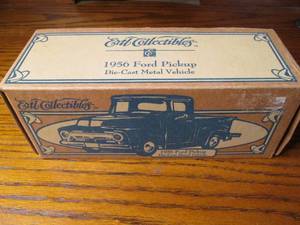 Ertl Collectibles
1956 Ford Pickup
Die-Cast Metal Vehicle
Ertl Collectibles